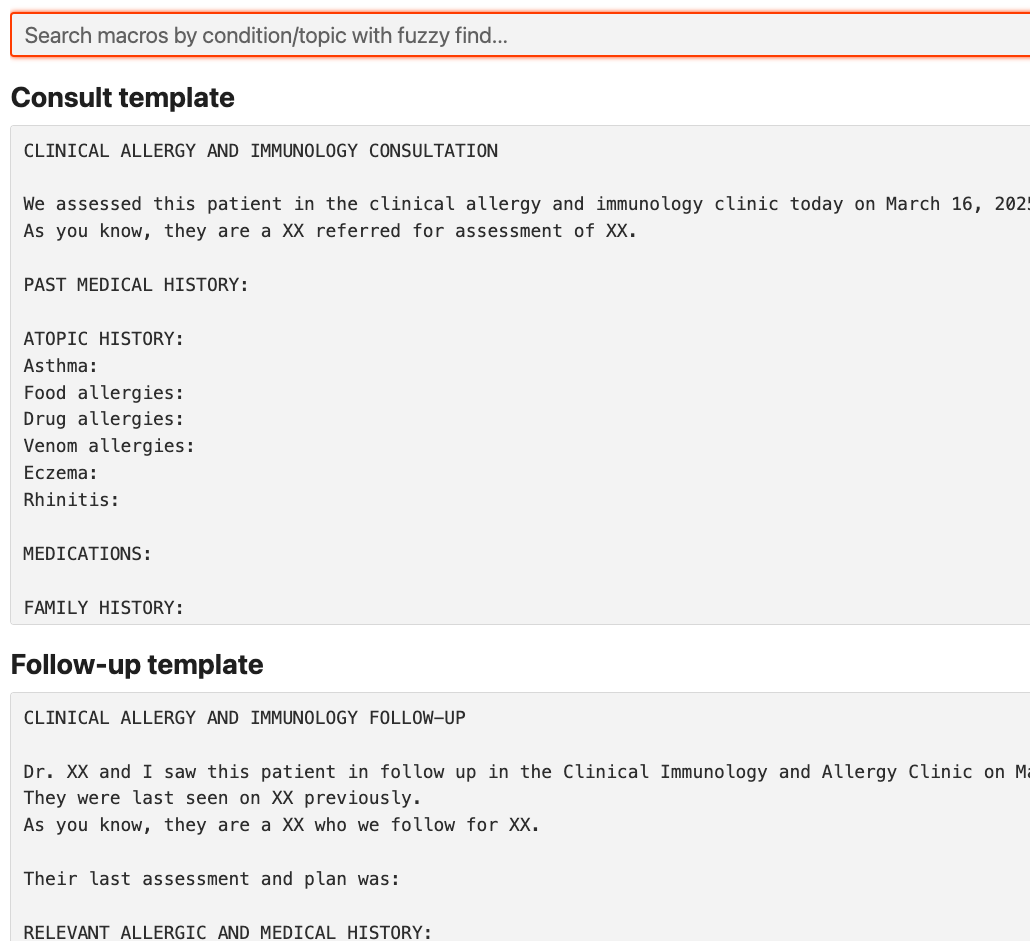 Search macros by condition/topic with fuzzy find...
Consult template
CLINICAL ALLERGY AND IMMUNOLOGY CONSULTATION
We assessed this patient in the clinical allergy and immunology clinic today on March 16, 2025
As you know, they are a XX referred for assessment of XX.
PAST MEDICAL HISTORY:
ATOPIC HISTORY:
Asthma:
Food allergies:
Drug allergies:
Venom allergies:
Eczema:
Rhinitis:
MEDICATIONS:
FAMILY HISTORY:
Follow-up template
CLINICAL ALLERGY AND IMMUNOLOGY FOLLOW-UP
Dr. XX and I saw this patient in follow up in the Clinical Immunology and Allergy Clinic on Ma
They were last seen on XX previously.
As you know, they are a XX who we follow for XX.
Their last assessment and plan was:
RELEVANT ALLERGIC AND MEDICAL HISTORY: